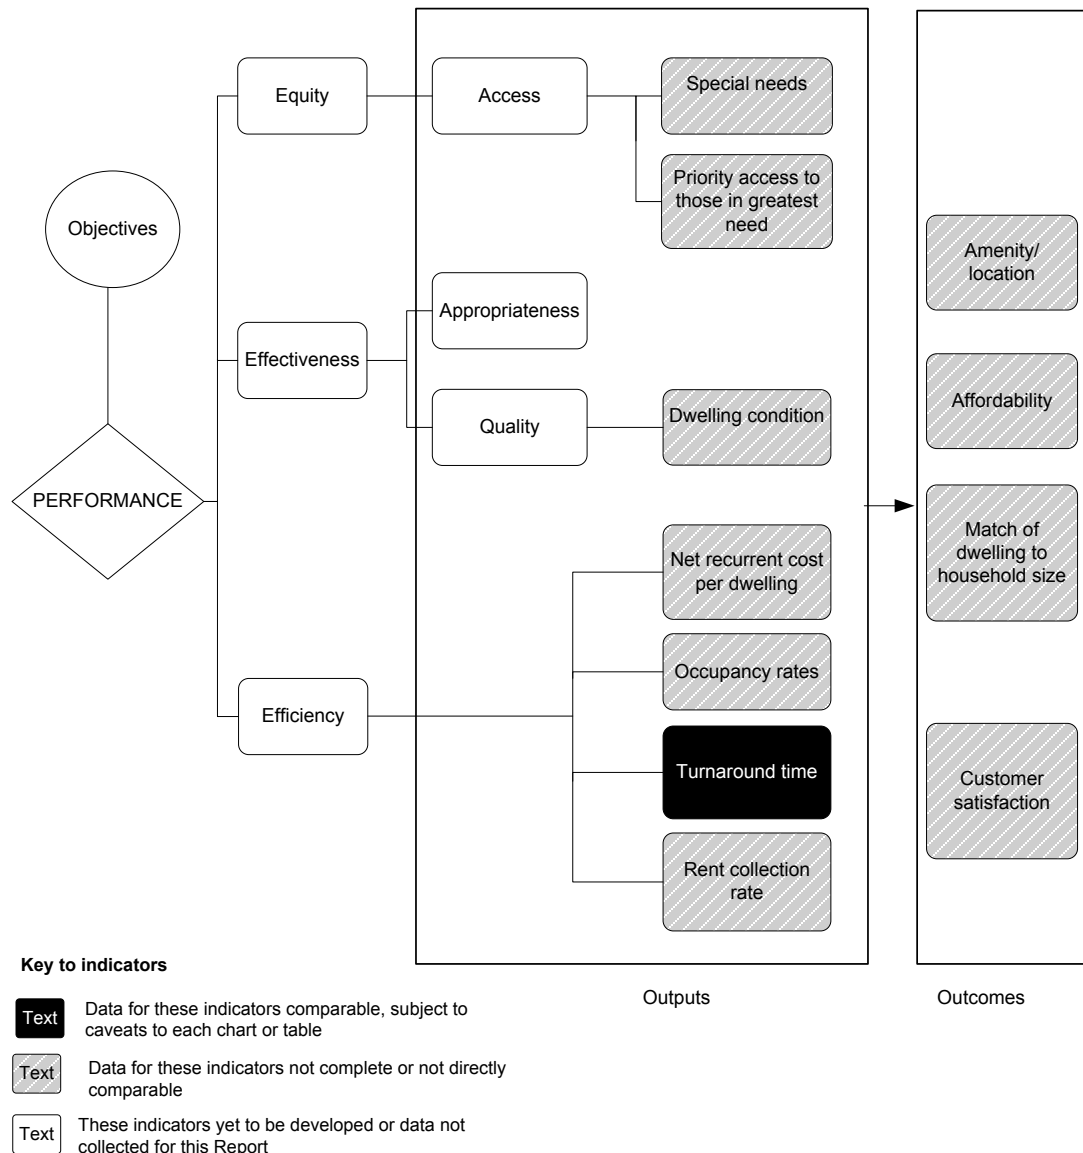 Objectives
PERFORMANCE
Equity
Effectiveness
Efficiency
Access
Appropriateness
Quality
Special needs
Priority access to
those in greatest
need
Dwelling condition
Net recurrent cost
per dwelling
Occupancy rates
Turnaround time
Rent collection
rate
Amenity/
location
Affordability
Match of
dwelling to
household size
Customer
satisfaction
Outputs
Outcomes
Key to indicators
Text
Data for these indicators comparable, subject to
caveats to each chart or table
Text
Data for these indicators not complete or not directly
comparable
Text
These indicators yet to be developed or data not
collected for this Report